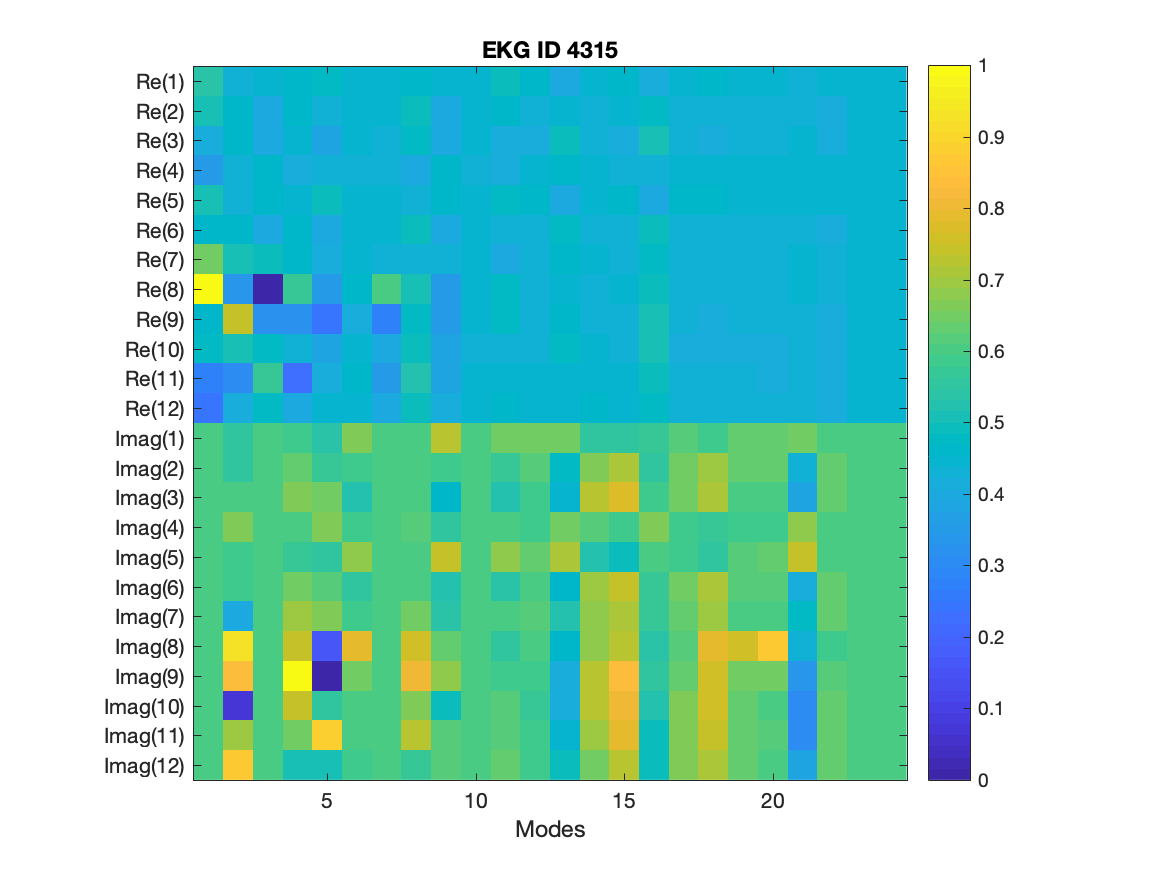 EKG ID 4315
Re(1)
Re(2)
Re(3)
Re(4)
Re(5)
Re(6)
Re(7)
Re(8)
Re(9)
Re(10)
Re(11)
Re(12)
Imag(1)
Imag(2)
Imag(3)
Imag(4)
Imag(5)
Imag(6)
Imag(7)
Imag(8)
Imag(9)
Imag(10)
Imag(11)
Imag(12)
5 10 15 20
Modes
1
0.9
0.8
0.7
0.6
0.5
0.4
0.3
0.2
0.1
0